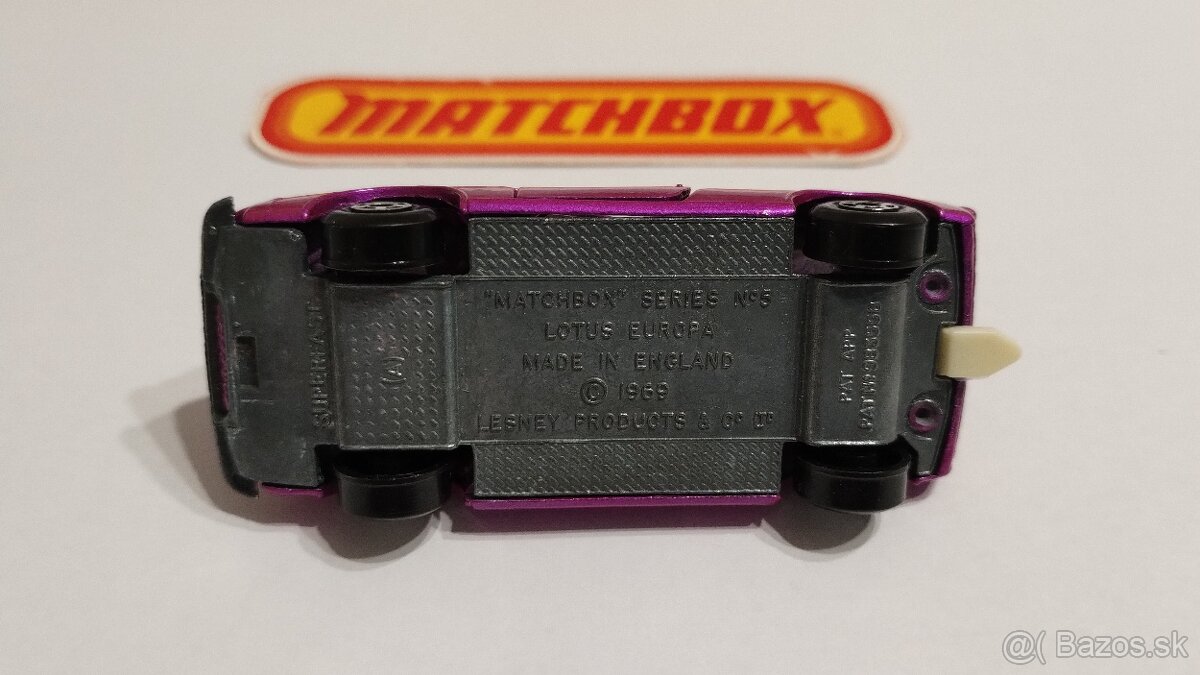 MATCHBOX
"MATCHBOX" SERIES Nº5
LOTUS EUROPA
MADE IN ENGLAND
© 1969
LESNEY PRODUCTS & Cº Lᵀᴰ
SUPERFAST
(A)
PAT APP
@( Bazos.sk